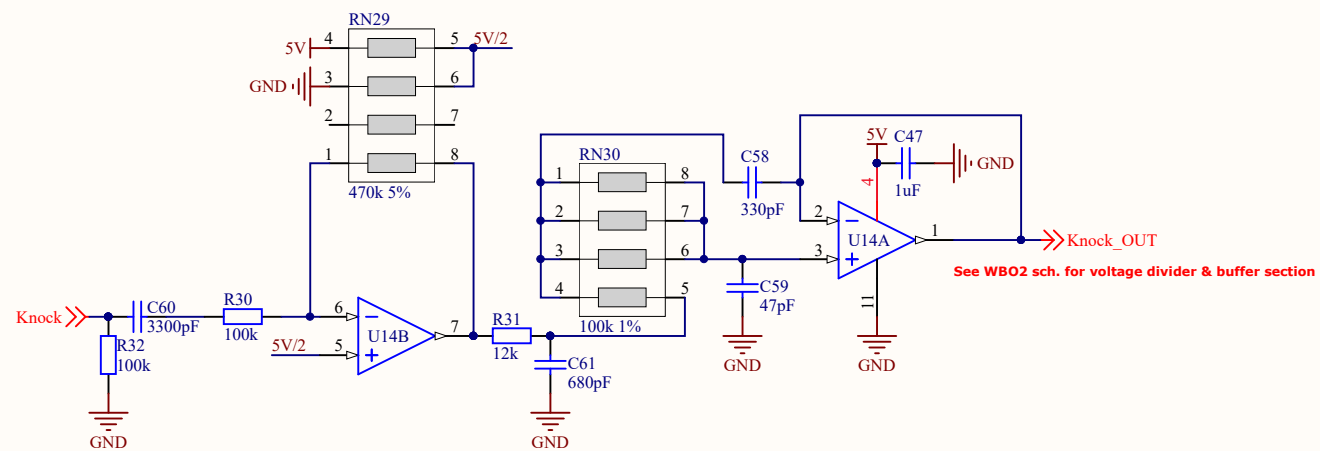 RN29
5V 4 5 5V/2
GND 3 6
2 7
1 8
470k 5%
RN30
1 8
2 7
3 6
4 5
100k 1%
C58
330pF
5V
C47
1uF
GND
4
2
3
U14A
1
11
GND
Knock_OUT
See WBO2 sch. for voltage divider & buffer section
C59
47pF
GND
Knock
C60
3300pF
R30
100k
R32
100k
GND
6
5V/2 5
U14B
7
R31
12k
C61
680pF
GND